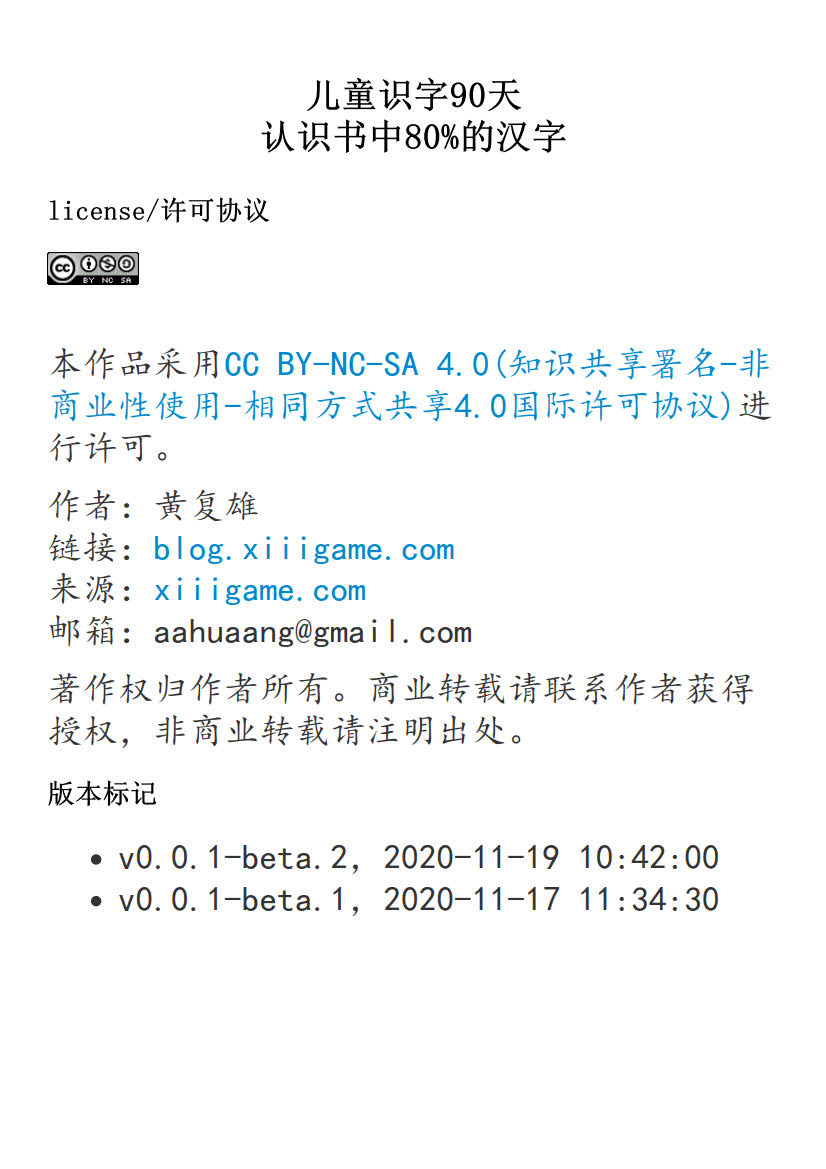 儿童识字90天
认识书中80%的汉字
license/许可协议
cc BY NC SA
本作品采用CC BY-NC-SA 4.0(知识共享署名-非
商业性使用-相同方式共享4.0国际许可协议)进
行许可。
作者：黄复雄
链接：blog.xiiigame.com
来源：xiiigame.com
邮箱：aahuaang@gmail.com
著作权归作者所有。商业转载请联系作者获得
授权，非商业转载请注明出处。
版本标记
• v0.0.1-beta.2，2020-11-19 10:42:00
• v0.0.1-beta.1，2020-11-17 11:34:30